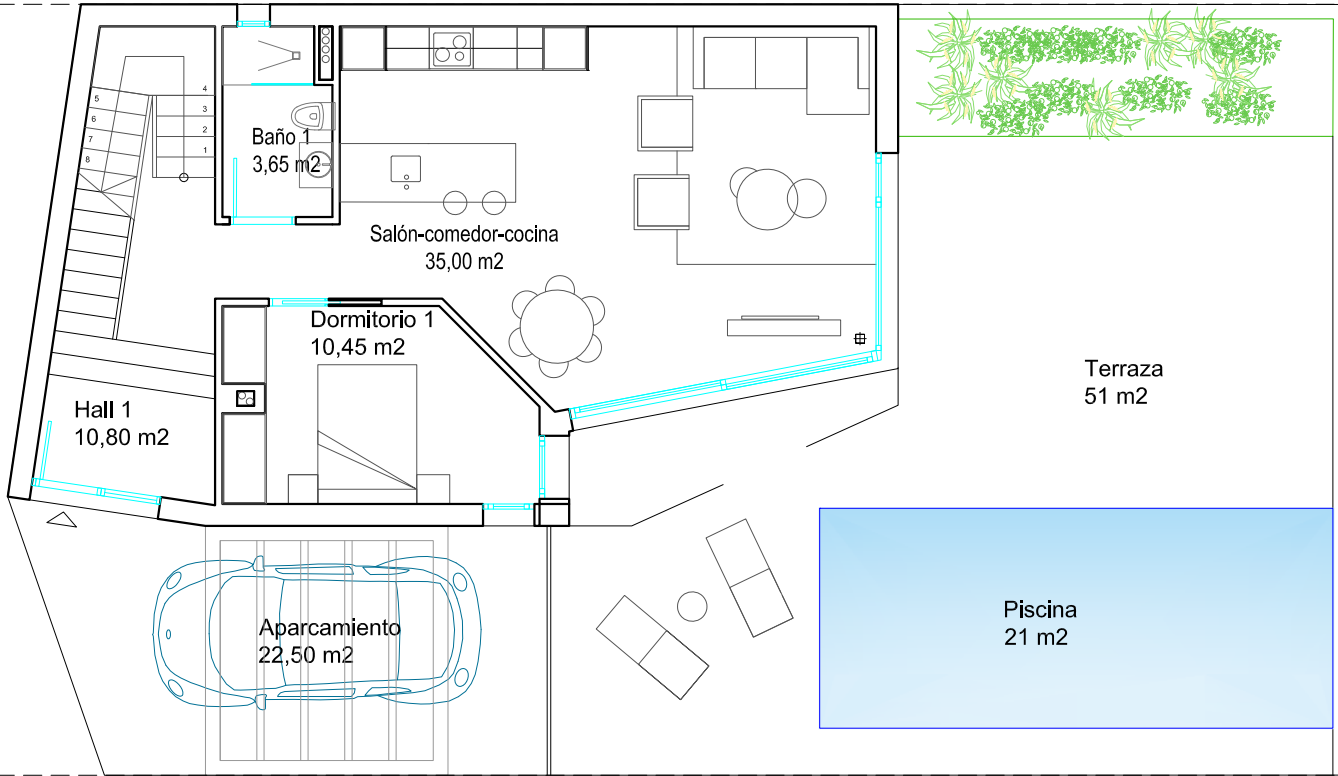 Baño 1
3,65 m2
4
3
2
1
5
6
7
8
Salón-comedor-cocina
35,00 m2
Dormitorio 1
10,45 m2
Hall 1
10,80 m2
Terraza
51 m2
Aparcamiento
22,50 m2
Piscina
21 m2